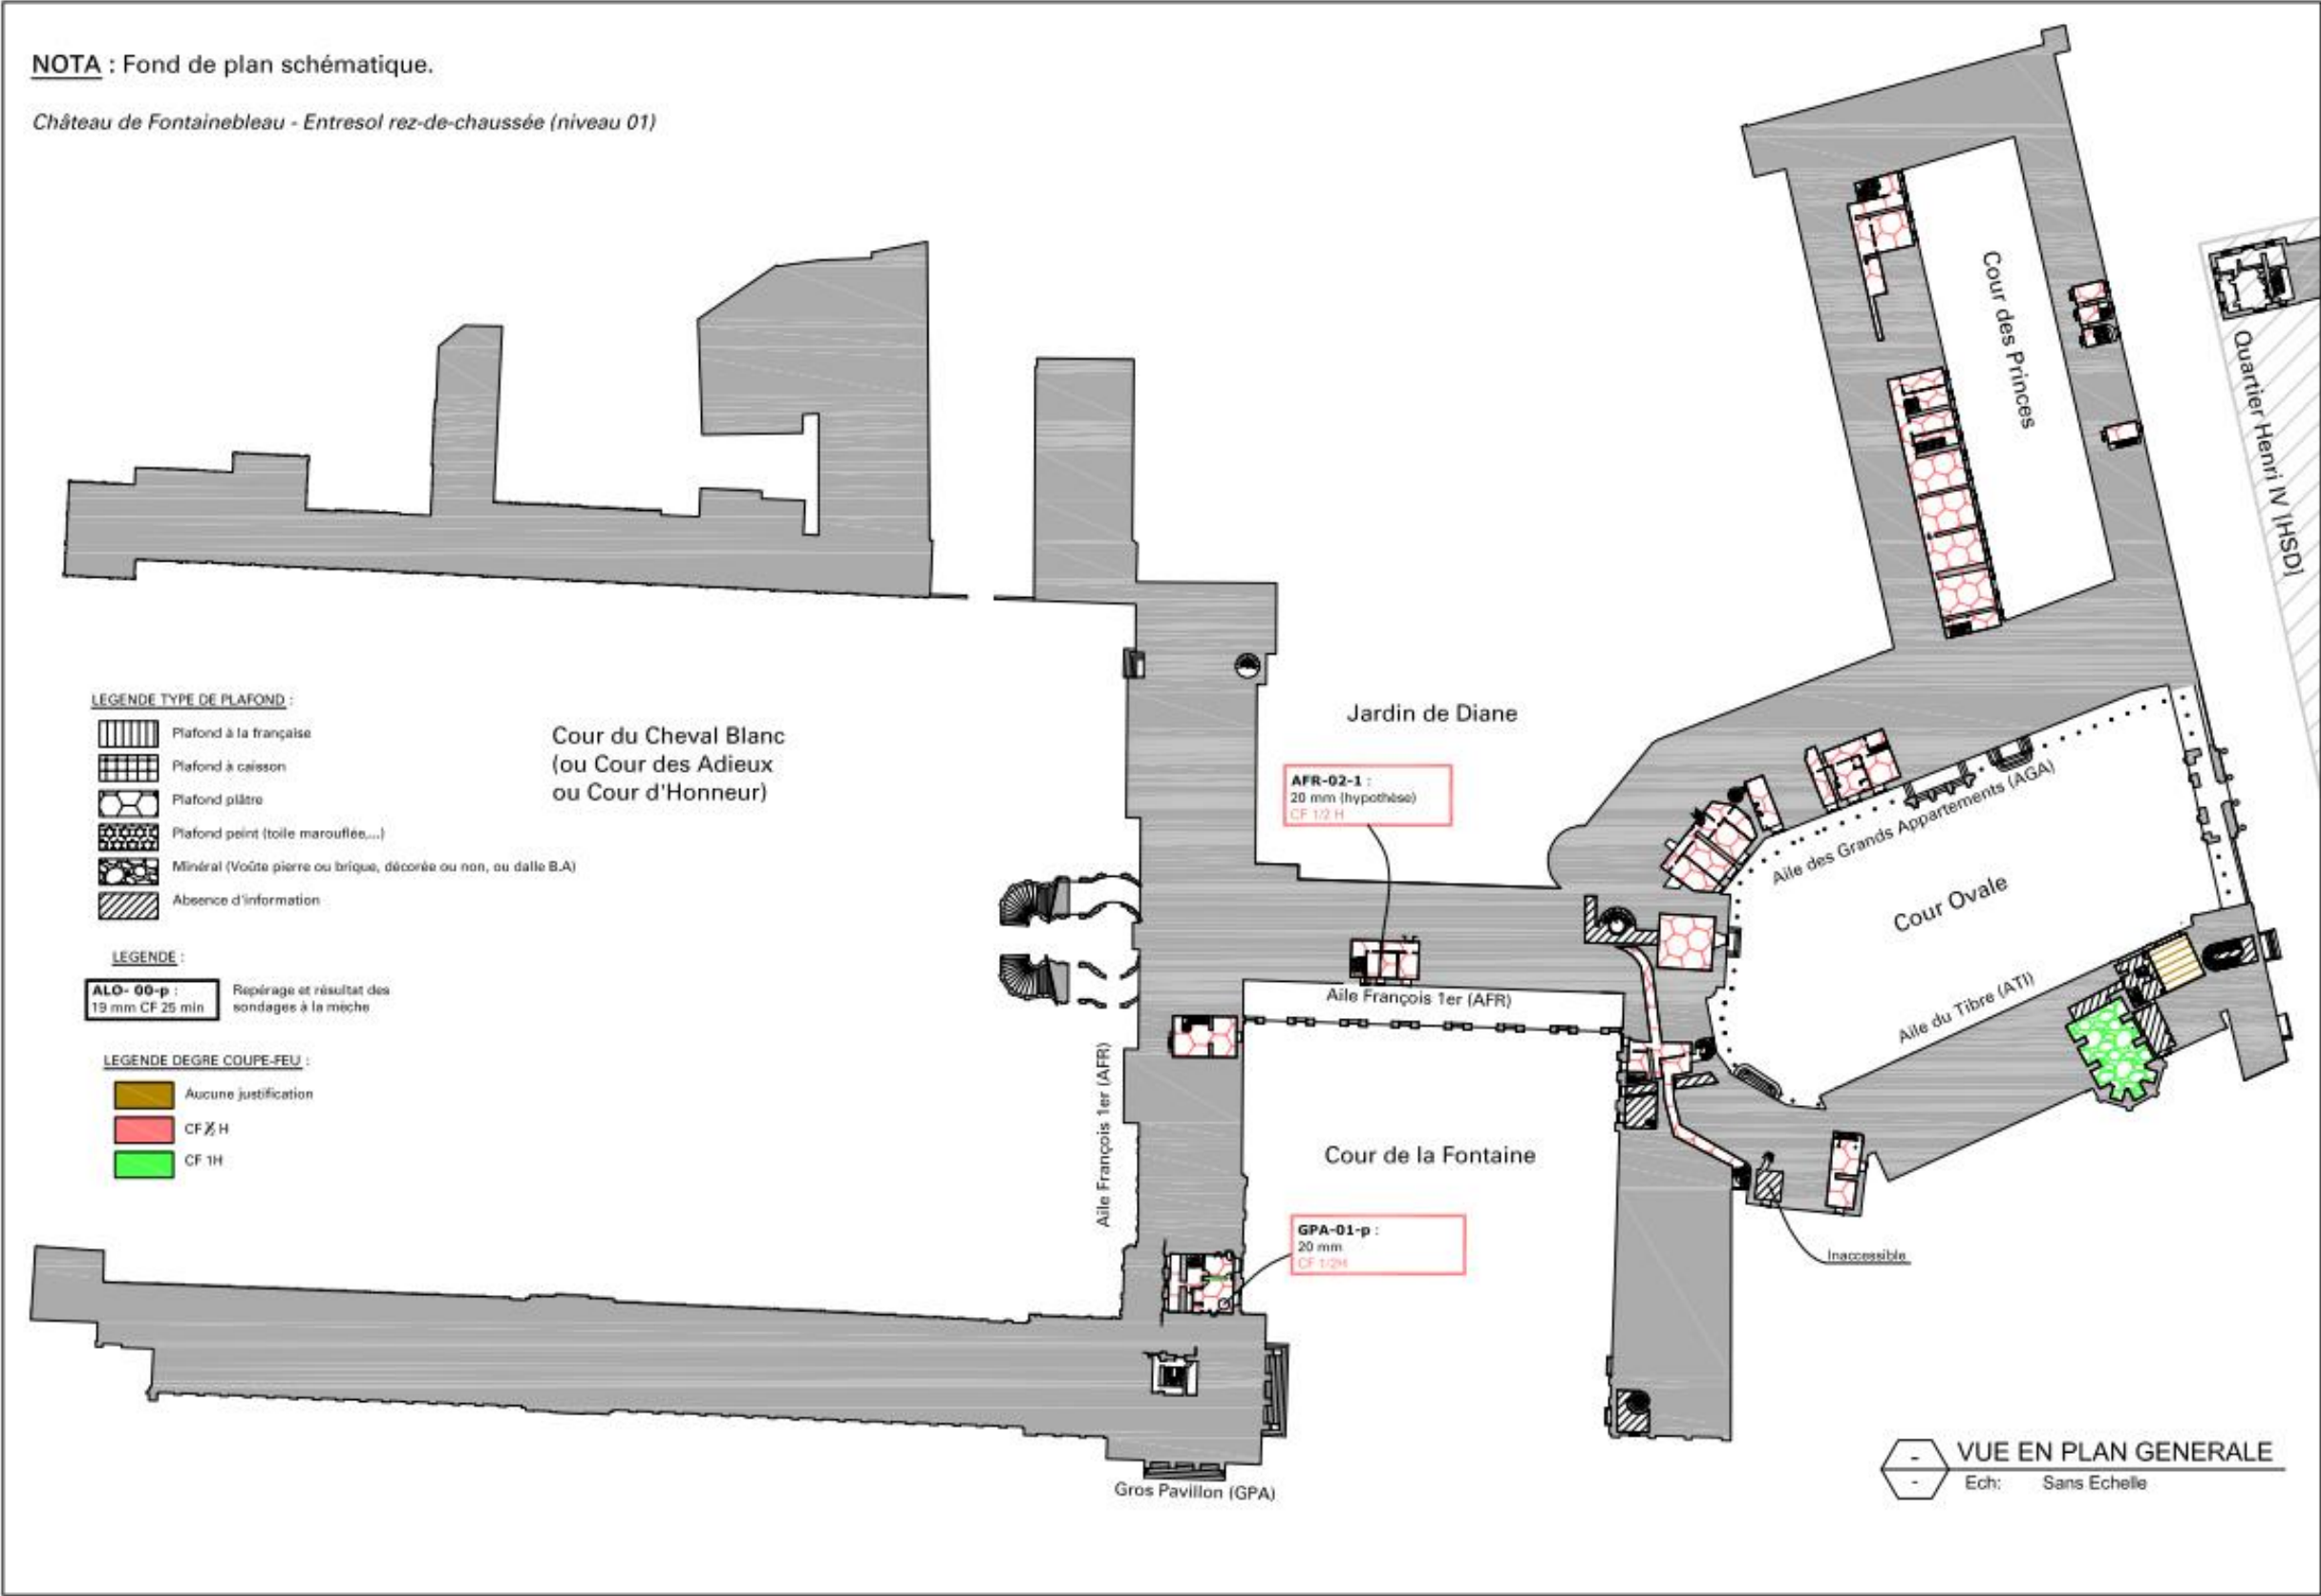 NOTA : Fond de plan schématique.
Château de Fontainebleau - Entresol rez-de-chaussée (niveau 01)
Cour des Princes
Quartier Henri IV [HSD]
LEGENDE TYPE DE PLAFOND :
Plafond à la française
Plafond à caisson
Plafond plâtre
Plafond peint (toile marouflée,...)
Minéral (Voûte pierre ou brique, décorée ou non, ou dalle B.A)
Absence d'information
Cour du Cheval Blanc
(ou Cour des Adieux
ou Cour d'Honneur)
Jardin de Diane
AFR-02-1 :
20 mm (hypothèse)
CF 1/2 H
Aile des Grands Appartements (AGA)
Cour Ovale
LEGENDE :
ALO- 00-p :
19 mm CF 25 min
Repérage et résultat des
sondages à la mèche
Aile François 1er (AFR)
Aile du Tibre (ATI)
LEGENDE DEGRE COUPE-FEU :
Aucune justification
CF ½ H
CF 1H
Aile François 1er (AFR)
Cour de la Fontaine
GPA-01-p :
20 mm
CF 1/2H
Inaccessible
Gros Pavillon (GPA)
-
-
VUE EN PLAN GENERALE
Ech: Sans Echelle